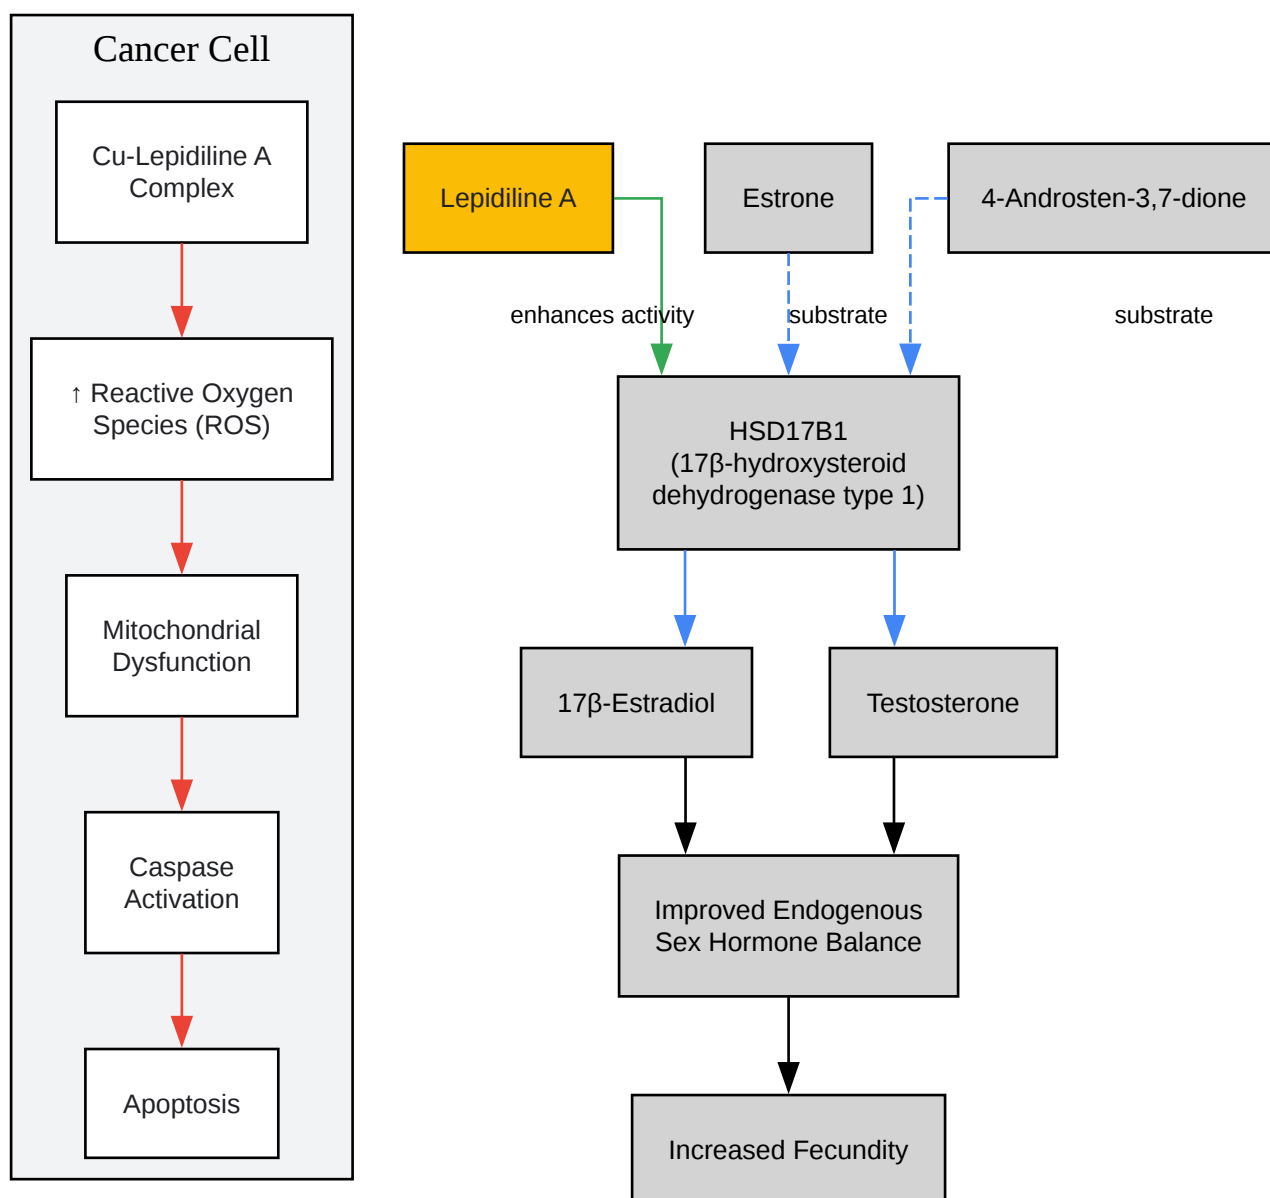 Cancer Cell
Cu-Lepidiline A
Complex
↑ Reactive Oxygen
Species (ROS)
Mitochondrial
Dysfunction
Caspase
Activation
Apoptosis
Lepidiline A
Estrone
4-Androsten-3,7-dione
enhances activity
substrate
substrate
HSD17B1
(17β-hydroxysteroid
dehydrogenase type 1)
17β-Estradiol
Testosterone
Improved Endogenous
Sex Hormone Balance
Increased Fecundity